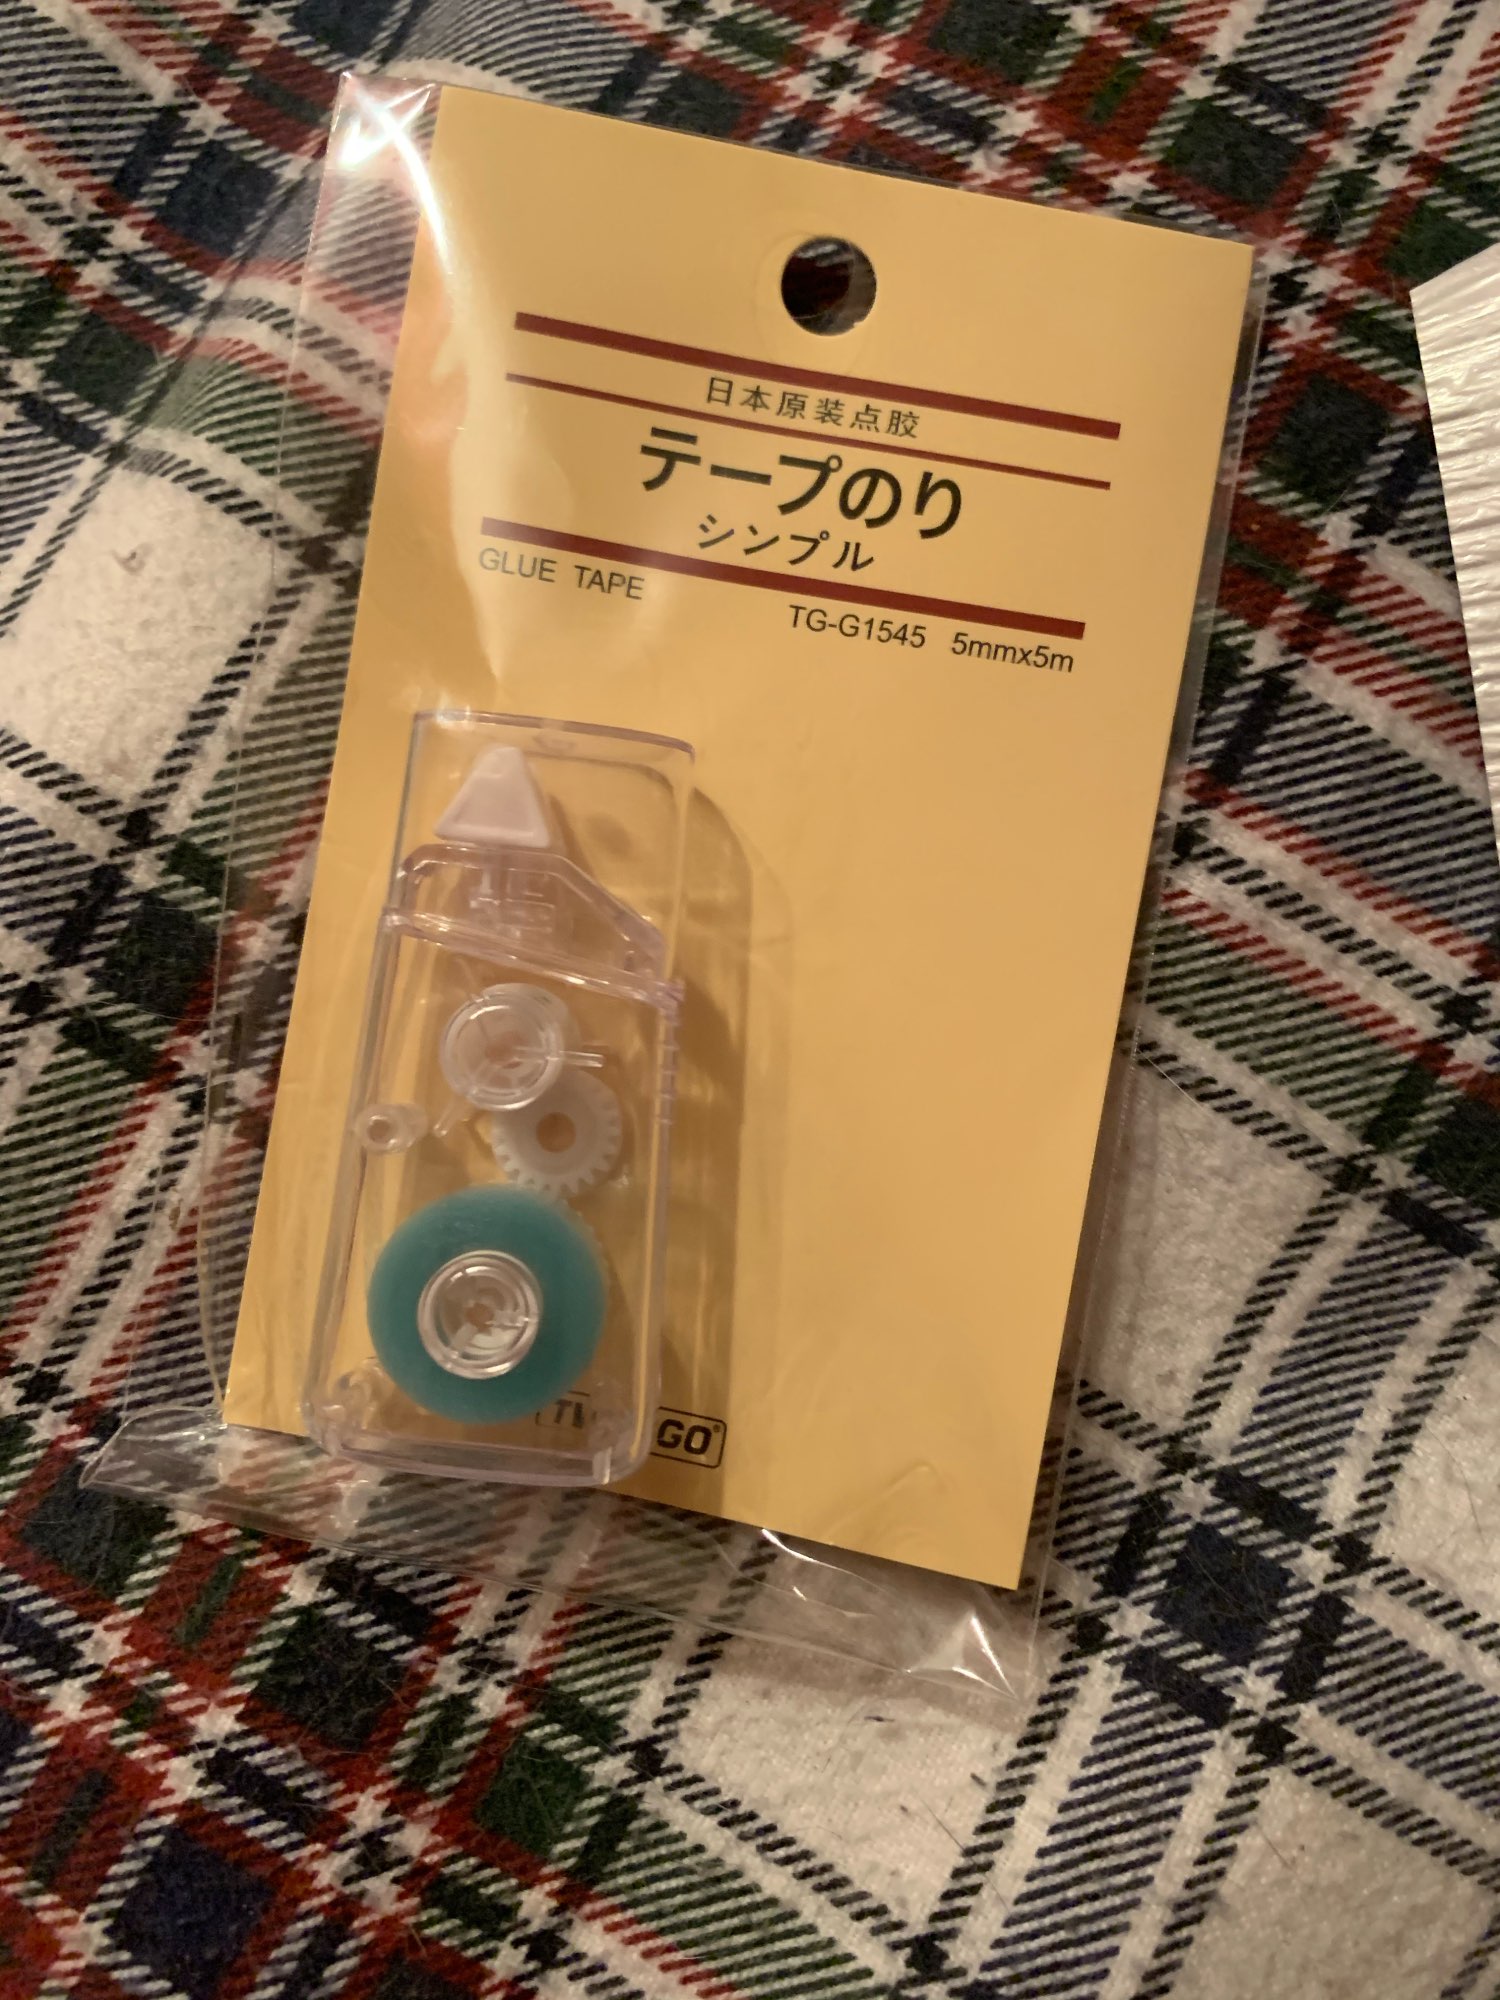 日本原装点胶
テープのり
シンプル
GLUE TAPE
TG-G1545 5mmx5m
GO